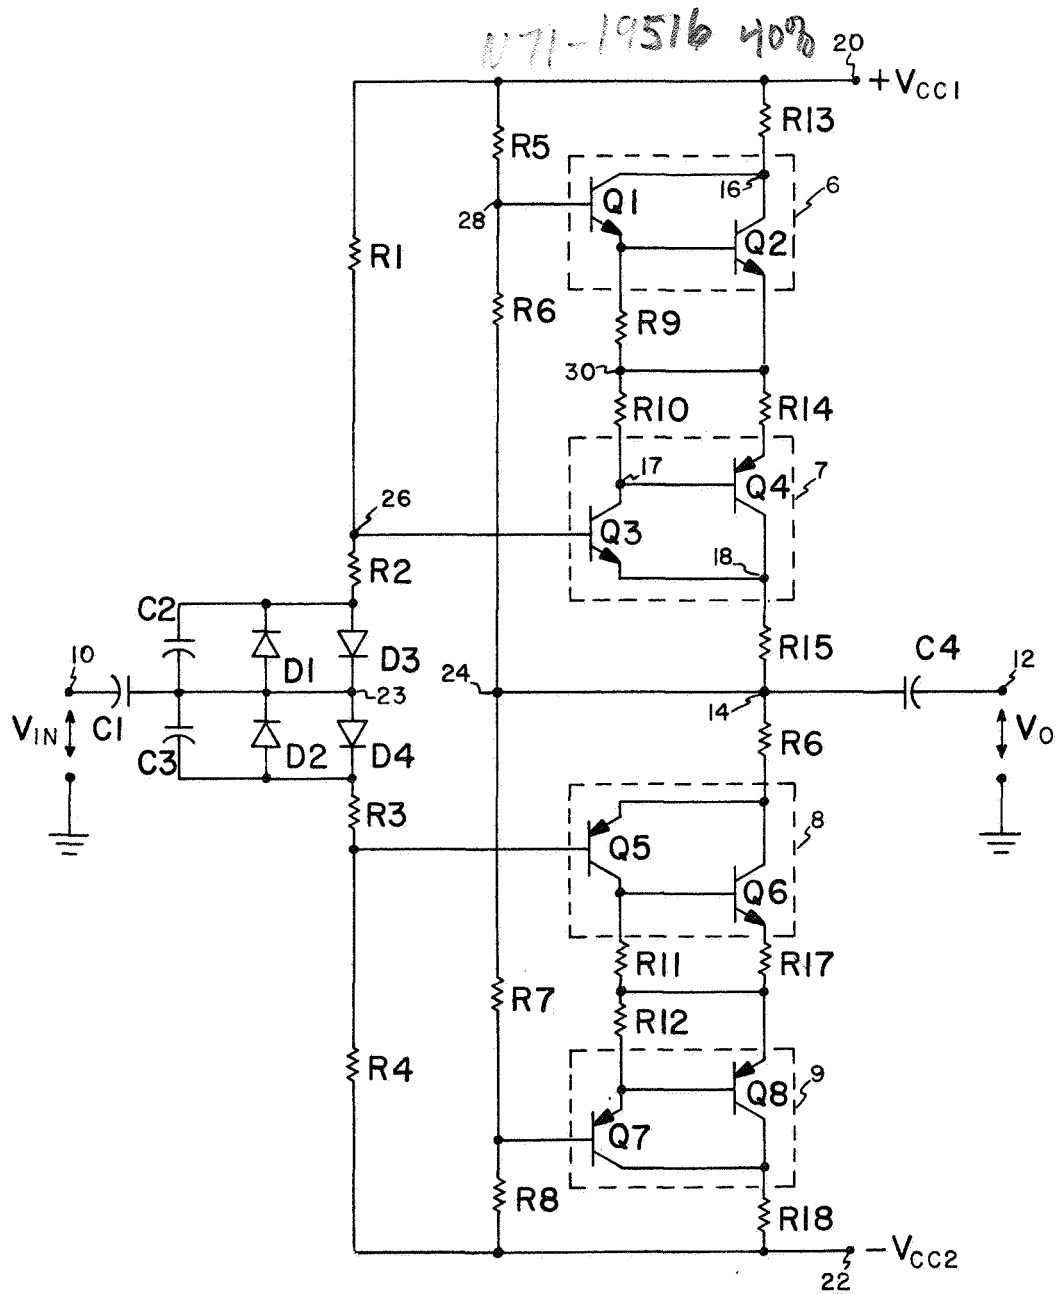 N71-19516 40%
20
+VCC1
R13
R5
16
6
Q1
28
Q2
R1
R6
R9
30
R10
R14
17
7
26
Q4
Q3
18
R2
C2
R15
C4
10
D1
D3
24
12
23
14
VIN
C1
VO
C3
D2
D4
R6
R3
8
Q5
Q6
R11
R17
R7
R12
R4
9
Q8
Q7
R8
R18
-VCC2
22